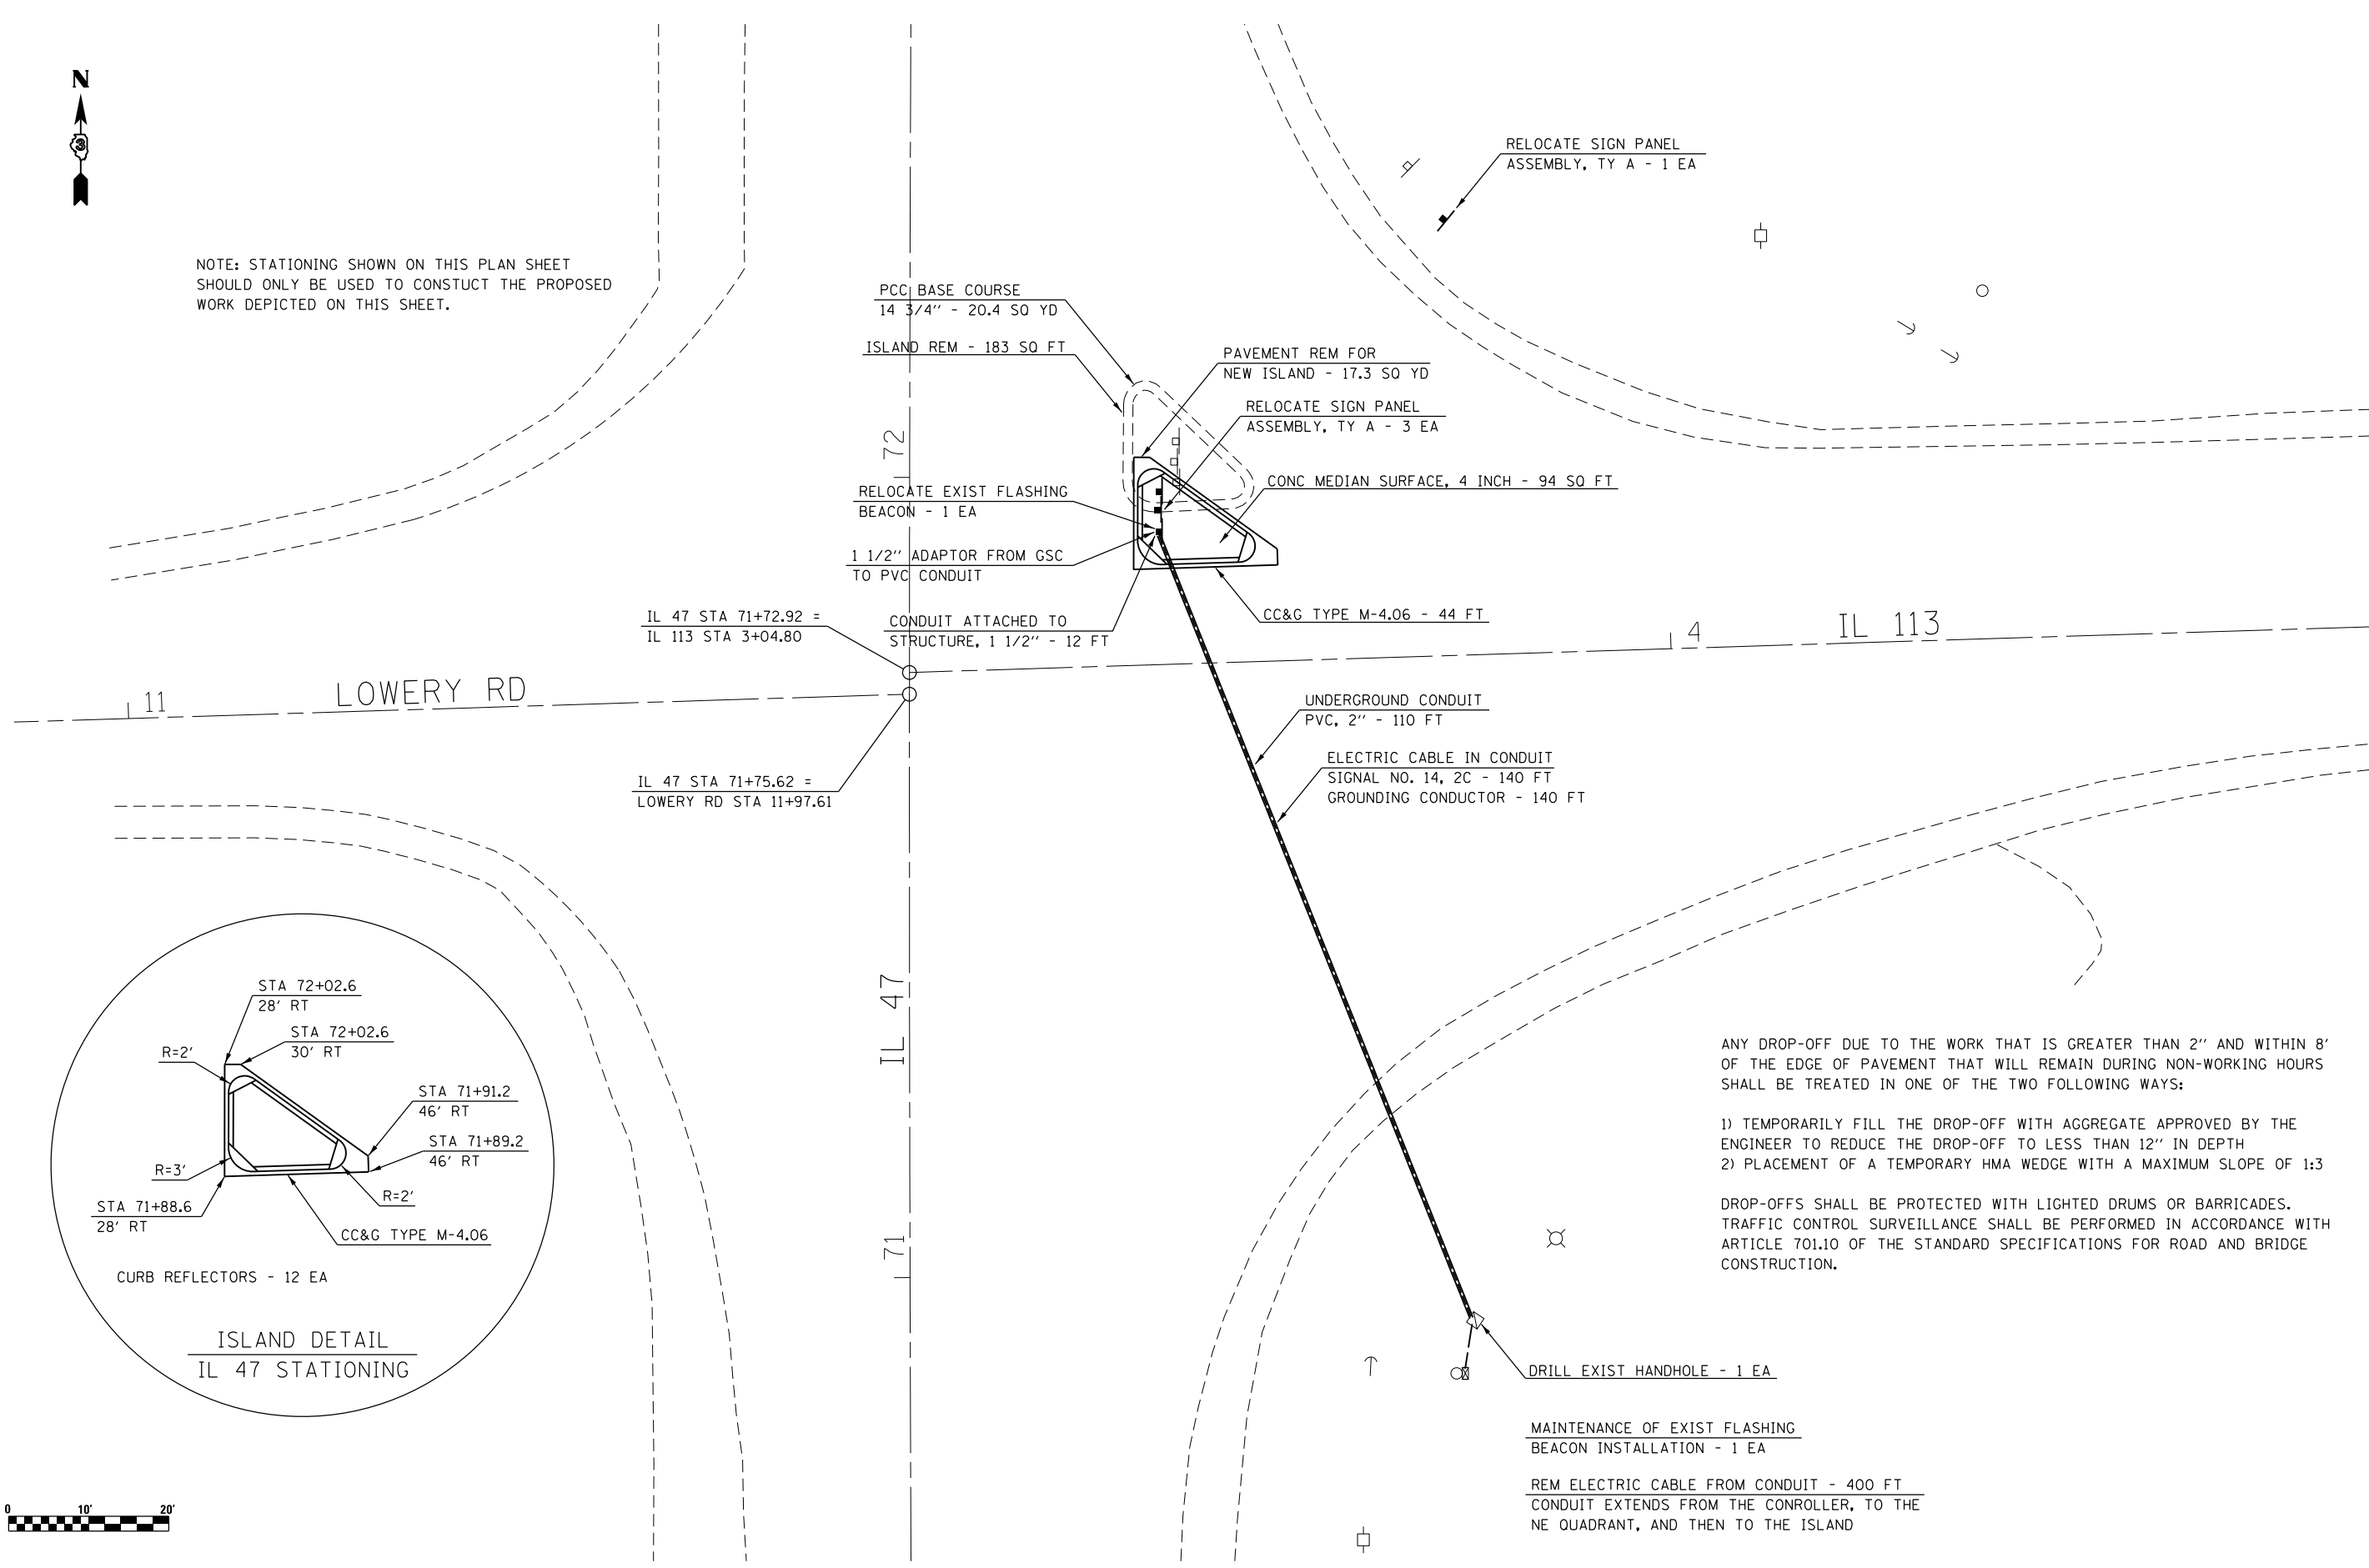 N
3
NOTE: STATIONING SHOWN ON THIS PLAN SHEET
SHOULD ONLY BE USED TO CONSTUCT THE PROPOSED
WORK DEPICTED ON THIS SHEET.
RELOCATE SIGN PANEL
ASSEMBLY, TY A - 1 EA
PCC BASE COURSE
14 3/4'' - 20.4 SQ YD
ISLAND REM - 183 SQ FT
PAVEMENT REM FOR
NEW ISLAND - 17.3 SQ YD
RELOCATE SIGN PANEL
ASSEMBLY, TY A - 3 EA
72
CONC MEDIAN SURFACE, 4 INCH - 94 SQ FT
RELOCATE EXIST FLASHING
BEACON - 1 EA
1 1/2'' ADAPTOR FROM GSC
TO PVC CONDUIT
CONDUIT ATTACHED TO
STRUCTURE, 1 1/2'' - 12 FT
CC&G TYPE M-4.06 - 44 FT
IL 47 STA 71+72.92 =
IL 113 STA 3+04.80
4
IL 113
11
LOWERY RD
UNDERGROUND CONDUIT
PVC, 2'' - 110 FT
ELECTRIC CABLE IN CONDUIT
SIGNAL NO. 14, 2C - 140 FT
GROUNDING CONDUCTOR - 140 FT
IL 47 STA 71+75.62 =
LOWERY RD STA 11+97.61
IL 47
71
STA 72+02.6
28' RT
STA 72+02.6
30' RT
R=2'
STA 71+91.2
46' RT
STA 71+89.2
46' RT
R=3'
R=2'
STA 71+88.6
28' RT
CC&G TYPE M-4.06
CURB REFLECTORS - 12 EA
ISLAND DETAIL
IL 47 STATIONING
ANY DROP-OFF DUE TO THE WORK THAT IS GREATER THAN 2'' AND WITHIN 8'
OF THE EDGE OF PAVEMENT THAT WILL REMAIN DURING NON-WORKING HOURS
SHALL BE TREATED IN ONE OF THE TWO FOLLOWING WAYS:
1) TEMPORARILY FILL THE DROP-OFF WITH AGGREGATE APPROVED BY THE
ENGINEER TO REDUCE THE DROP-OFF TO LESS THAN 12'' IN DEPTH
2) PLACEMENT OF A TEMPORARY HMA WEDGE WITH A MAXIMUM SLOPE OF 1:3
DROP-OFFS SHALL BE PROTECTED WITH LIGHTED DRUMS OR BARRICADES.
TRAFFIC CONTROL SURVEILLANCE SHALL BE PERFORMED IN ACCORDANCE WITH
ARTICLE 701.10 OF THE STANDARD SPECIFICATIONS FOR ROAD AND BRIDGE
CONSTRUCTION.
DRILL EXIST HANDHOLE - 1 EA
MAINTENANCE OF EXIST FLASHING
BEACON INSTALLATION - 1 EA
REM ELECTRIC CABLE FROM CONDUIT - 400 FT
CONDUIT EXTENDS FROM THE CONROLLER, TO THE
NE QUADRANT, AND THEN TO THE ISLAND
0 10' 20'